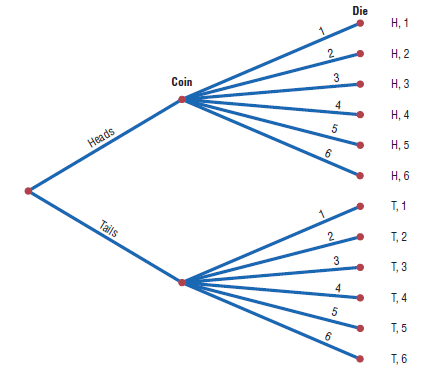 Die
Coin
Heads
Tails
1
2
3
4
5
6
1
2
3
4
5
6
H, 1
H, 2
H, 3
H, 4
H, 5
H, 6
T, 1
T, 2
T, 3
T, 4
T, 5
T, 6